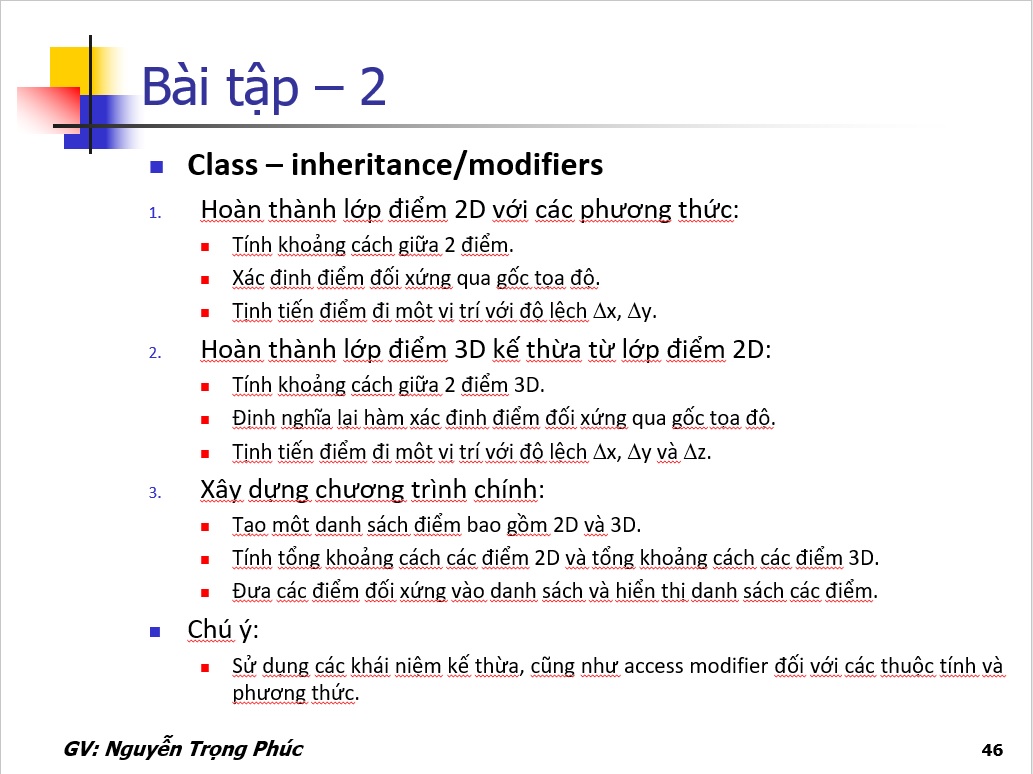 Bài tập – 2
Class – inheritance/modifiers
1. Hoàn thành lớp điểm 2D với các phương thức:
Tính khoảng cách giữa 2 điểm.
Xác định điểm đối xứng qua gốc tọa độ.
Tịnh tiến điểm đi một vị trí với độ lệch Δx, Δy.
2. Hoàn thành lớp điểm 3D kế thừa từ lớp điểm 2D:
Tính khoảng cách giữa 2 điểm 3D.
Định nghĩa lại hàm xác định điểm đối xứng qua gốc tọa độ.
Tịnh tiến điểm đi một vị trí với độ lệch Δx, Δy và Δz.
3. Xây dựng chương trình chính:
Tạo một danh sách điểm bao gồm 2D và 3D.
Tính tổng khoảng cách các điểm 2D và tổng khoảng cách các điểm 3D.
Đưa các điểm đối xứng vào danh sách và hiển thị danh sách các điểm.
Chú ý:
Sử dụng các khái niệm kế thừa, cũng như access modifier đối với các thuộc tính và
phương thức.
GV: Nguyễn Trọng Phúc
46